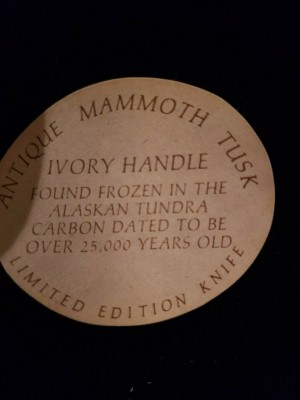 ANTIQUE MAMMOTH TUSK
IVORY HANDLE
FOUND FROZEN IN THE
ALASKAN TUNDRA
CARBON DATED TO BE
OVER 25,000 YEARS OLD
LIMITED EDITION KNIFE